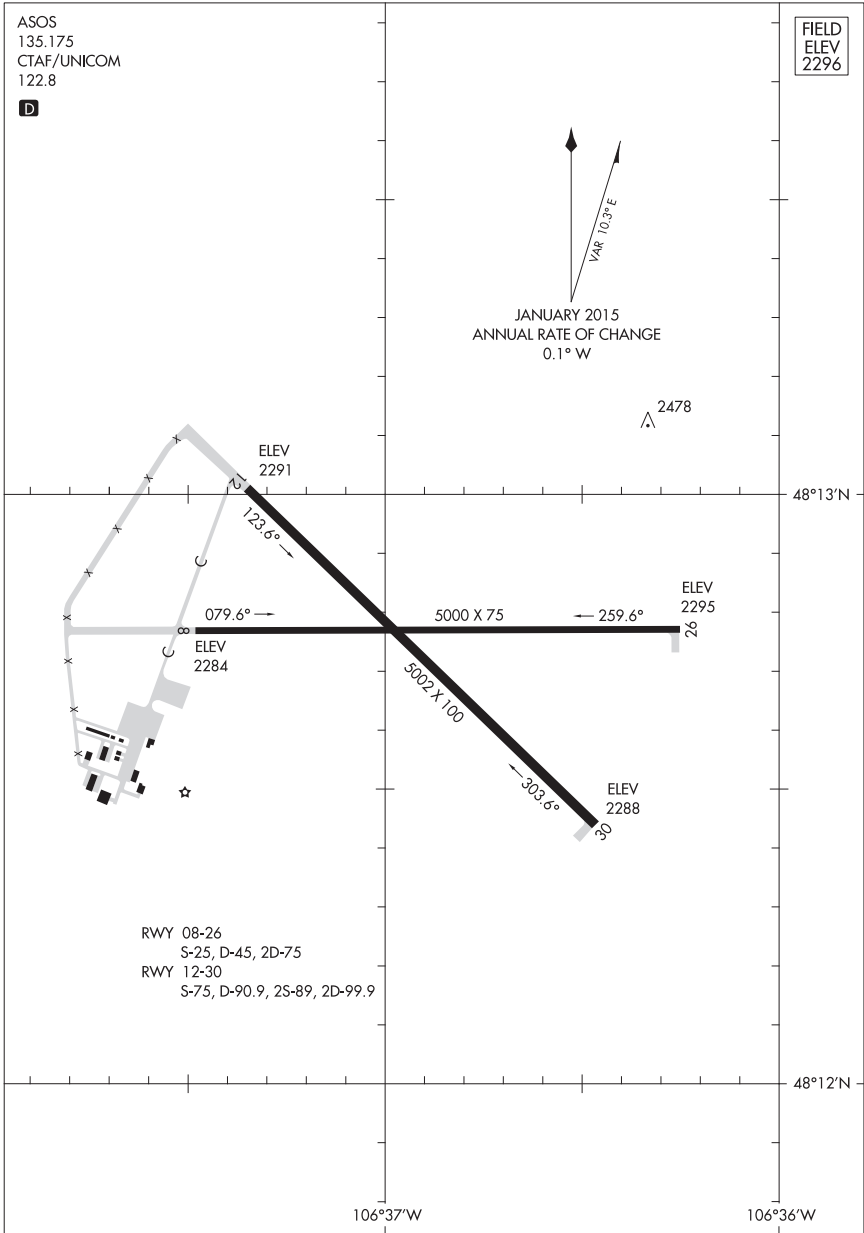 ASOS
135.175
CTAF/UNICOM
122.8
D
FIELD
ELEV
2296
VAR 10.3° E
JANUARY 2015
ANNUAL RATE OF CHANGE
0.1° W
2478
ELEV
2291
12
48°13'N
123.6°
C
X
X
X
X
X
X
X
X
079.6°
5000 X 75
259.6°
ELEV
2295
26
8
ELEV
2284
C
5002 X 100
303.6°
ELEV
2288
30
RWY 08-26
S-25, D-45, 2D-75
RWY 12-30
S-75, D-90.9, 2S-89, 2D-99.9
48°12'N
106°37'W
106°36'W